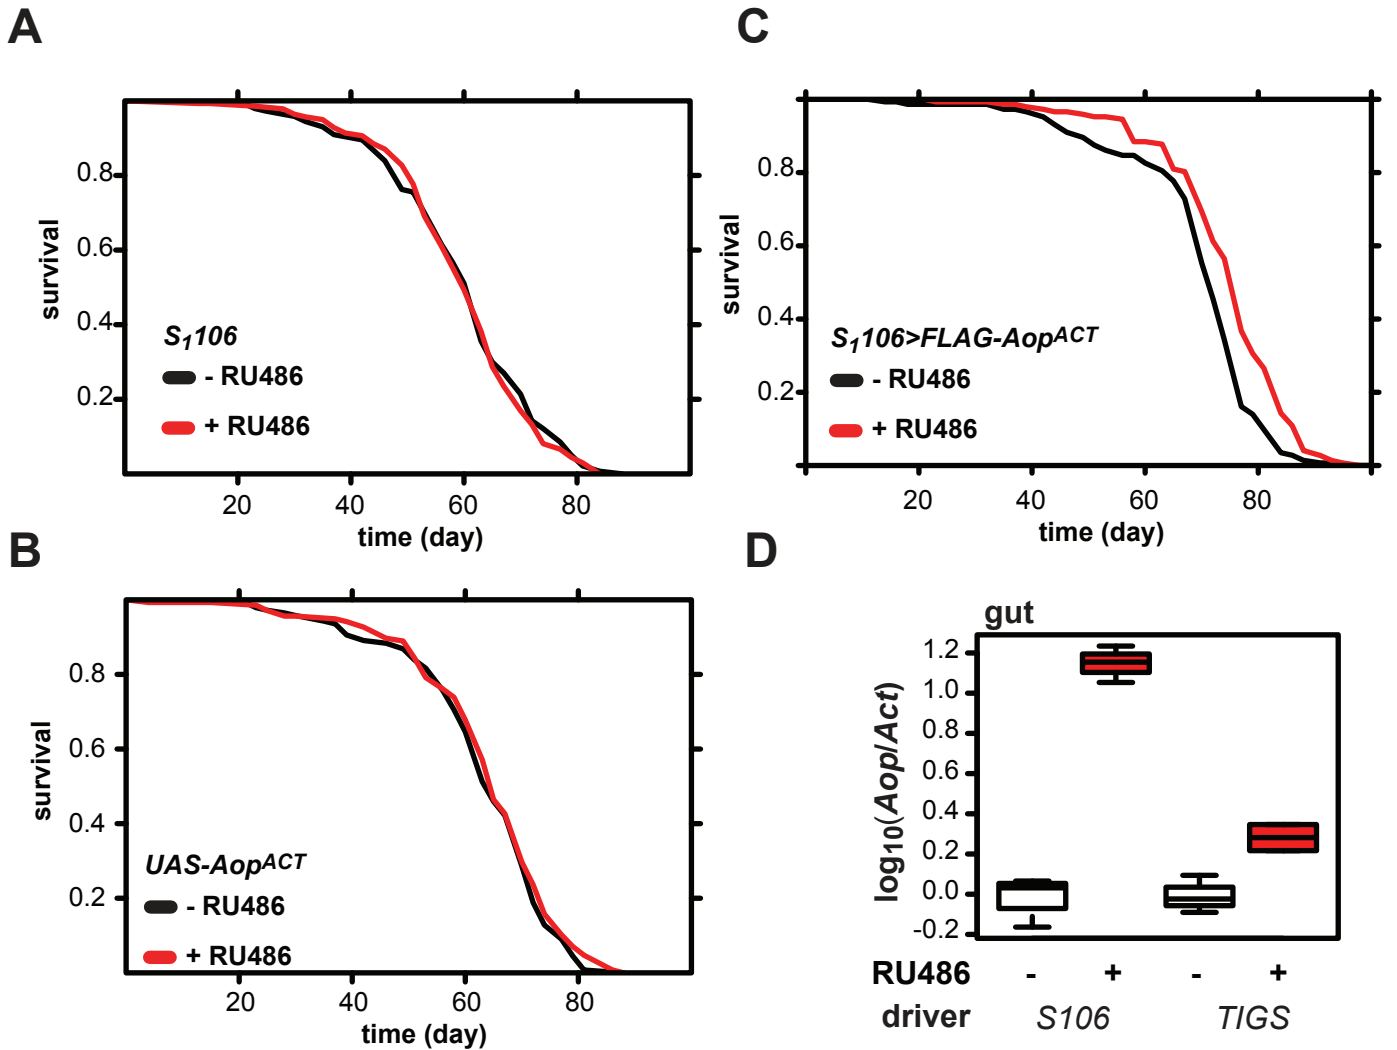 A
0.8
0.6
0.4
0.2
survival
S1106
- RU486
+ RU486
20 40 60 80
time (day)
B
0.8
0.6
0.4
0.2
survival
UAS-AopACT
- RU486
+ RU486
20 40 60 80
time (day)
C
0.8
0.6
0.4
0.2
survival
S1106>FLAG-AopACT
- RU486
+ RU486
20 40 60 80
time (day)
D
gut
1.2
1.0
0.8
0.6
0.4
0.2
0.0
-0.2
log10(Aop/Act)
RU486 - + - +
driver S106 TIGS